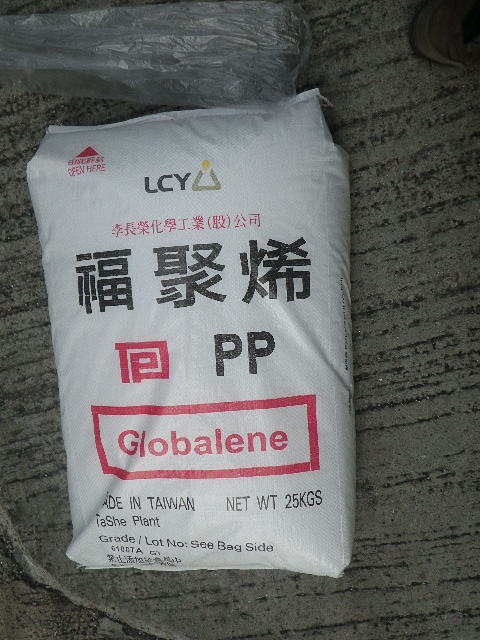 OPEN HERE
LCY
李長榮化學工業(股)公司
福聚烯
PP
Globalene
ADE IN TAIWAN NET WT 25KGS
TaShe Plant
Grade / Lot No: See Bag Side